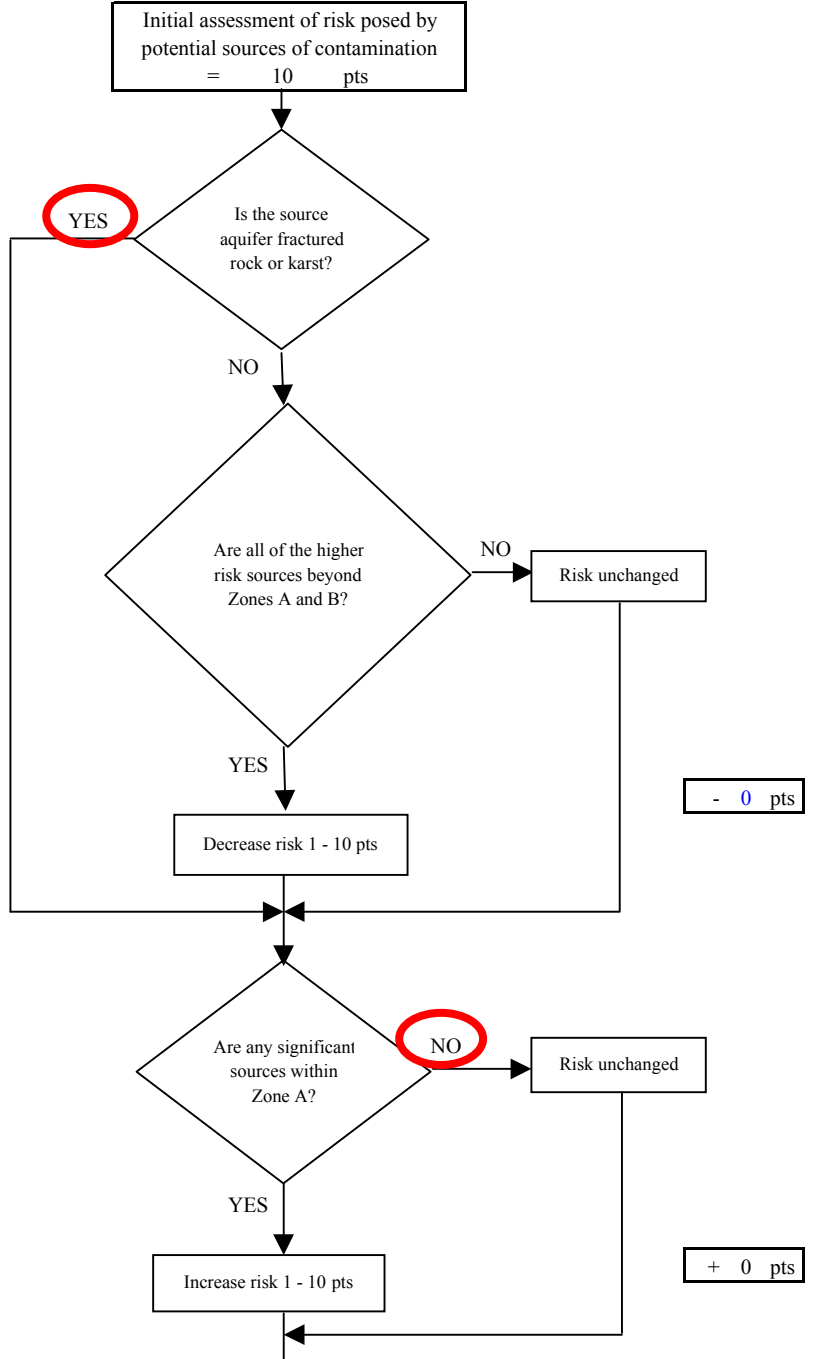 Initial assessment of risk posed by
potential sources of contamination
= 10 pts
YES
Is the source
aquifer fractured
rock or karst?
NO
Are all of the higher
risk sources beyond
Zones A and B?
NO
Risk unchanged
YES
- 0 pts
Decrease risk 1 - 10 pts
Are any significant
sources within
Zone A?
NO
Risk unchanged
YES
+ 0 pts
Increase risk 1 - 10 pts